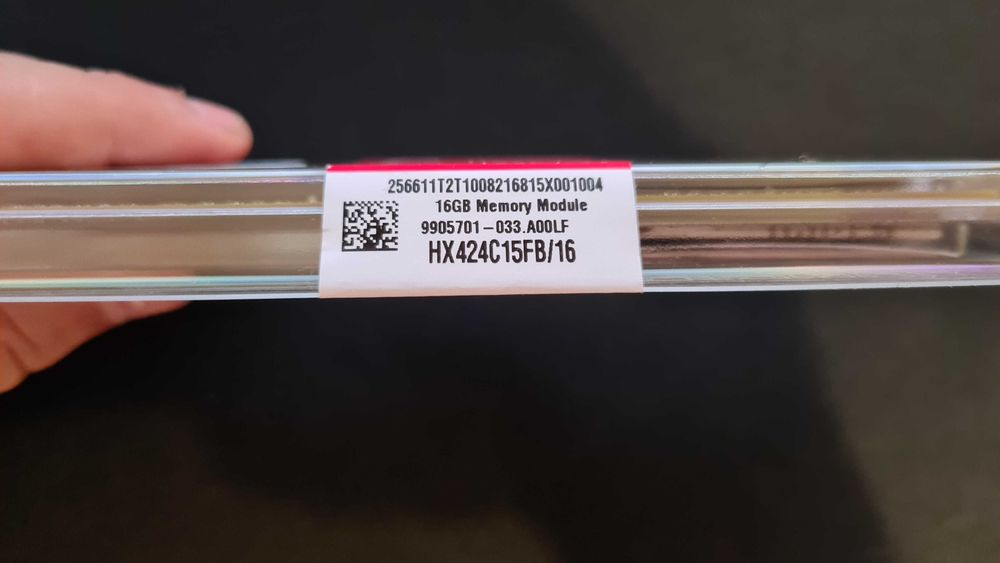 256611T2T1008216815X001004
16GB Memory Module
9905701-033.A00LF
HX424C15FB/16